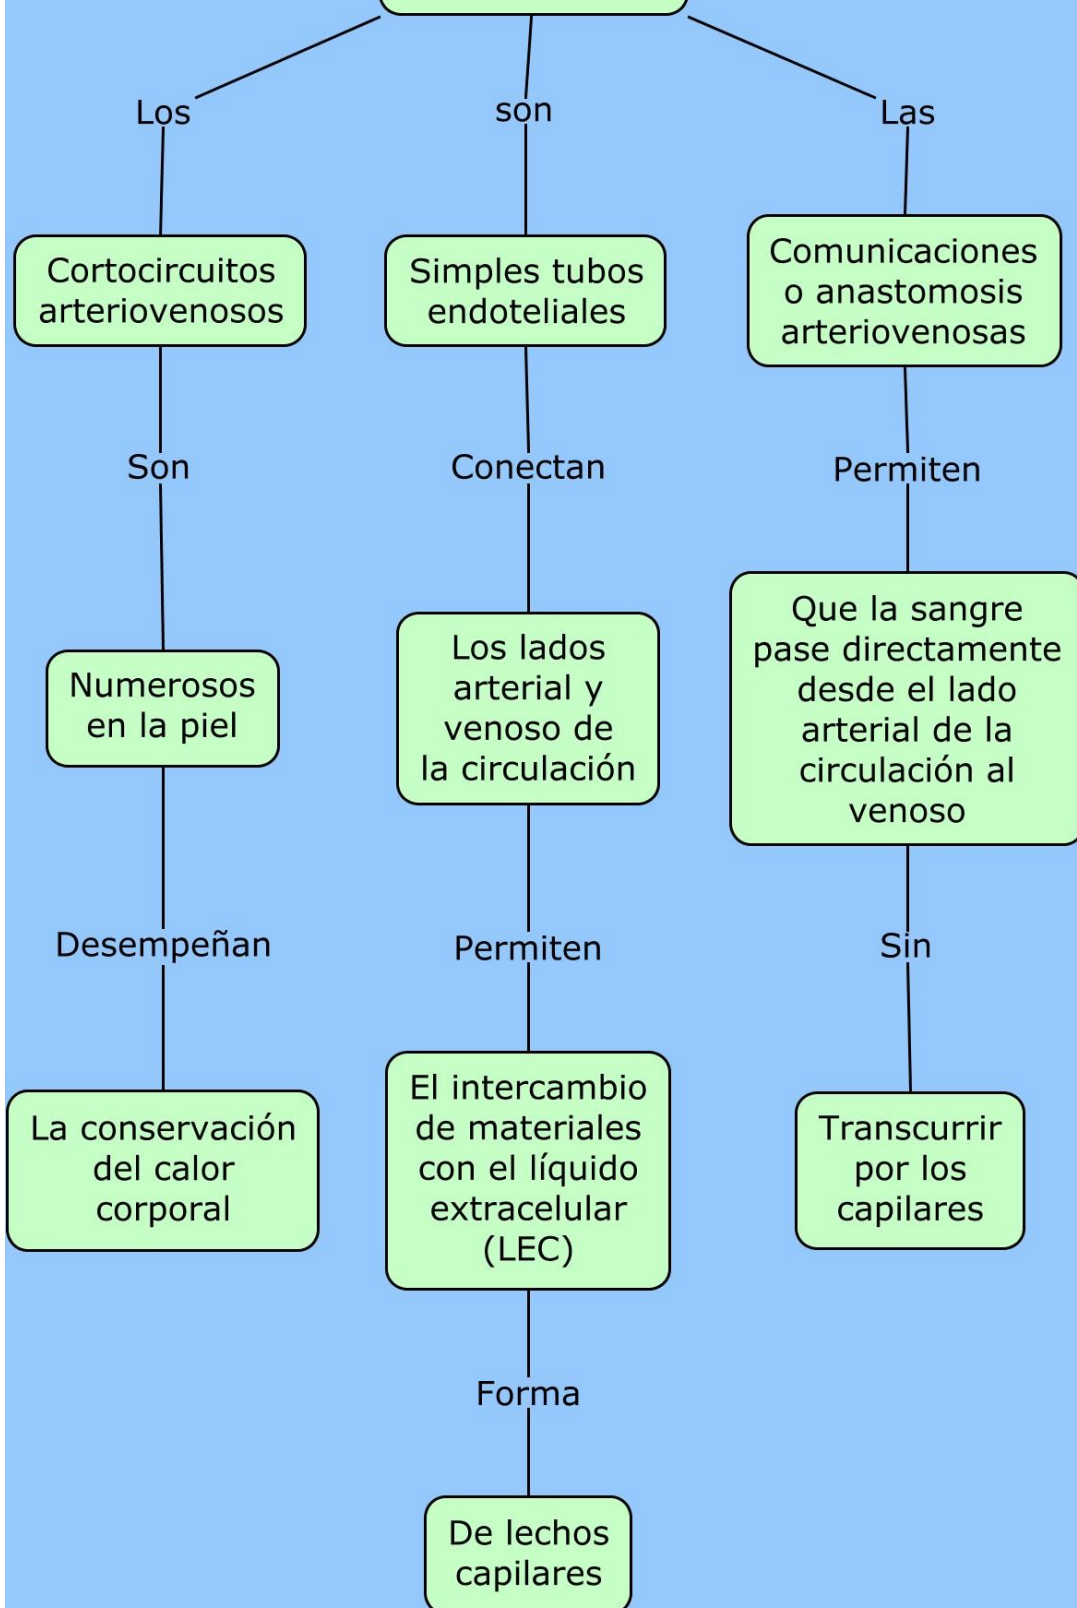 Los
son
Las
Cortocircuitos
arteriovenosos
Simples tubos
endoteliales
Comunicaciones
o anastomosis
arteriovenosas
Son
Conectan
Permiten
Numerosos
en la piel
Los lados
arterial y
venoso de
la circulación
Que la sangre
pase directamente
desde el lado
arterial de la
circulación al
venoso
Desempeñan
Permiten
Sin
La conservación
del calor
corporal
El intercambio
de materiales
con el líquido
extracelular
(LEC)
Transcurrir
por los
capilares
Forma
De lechos
capilares